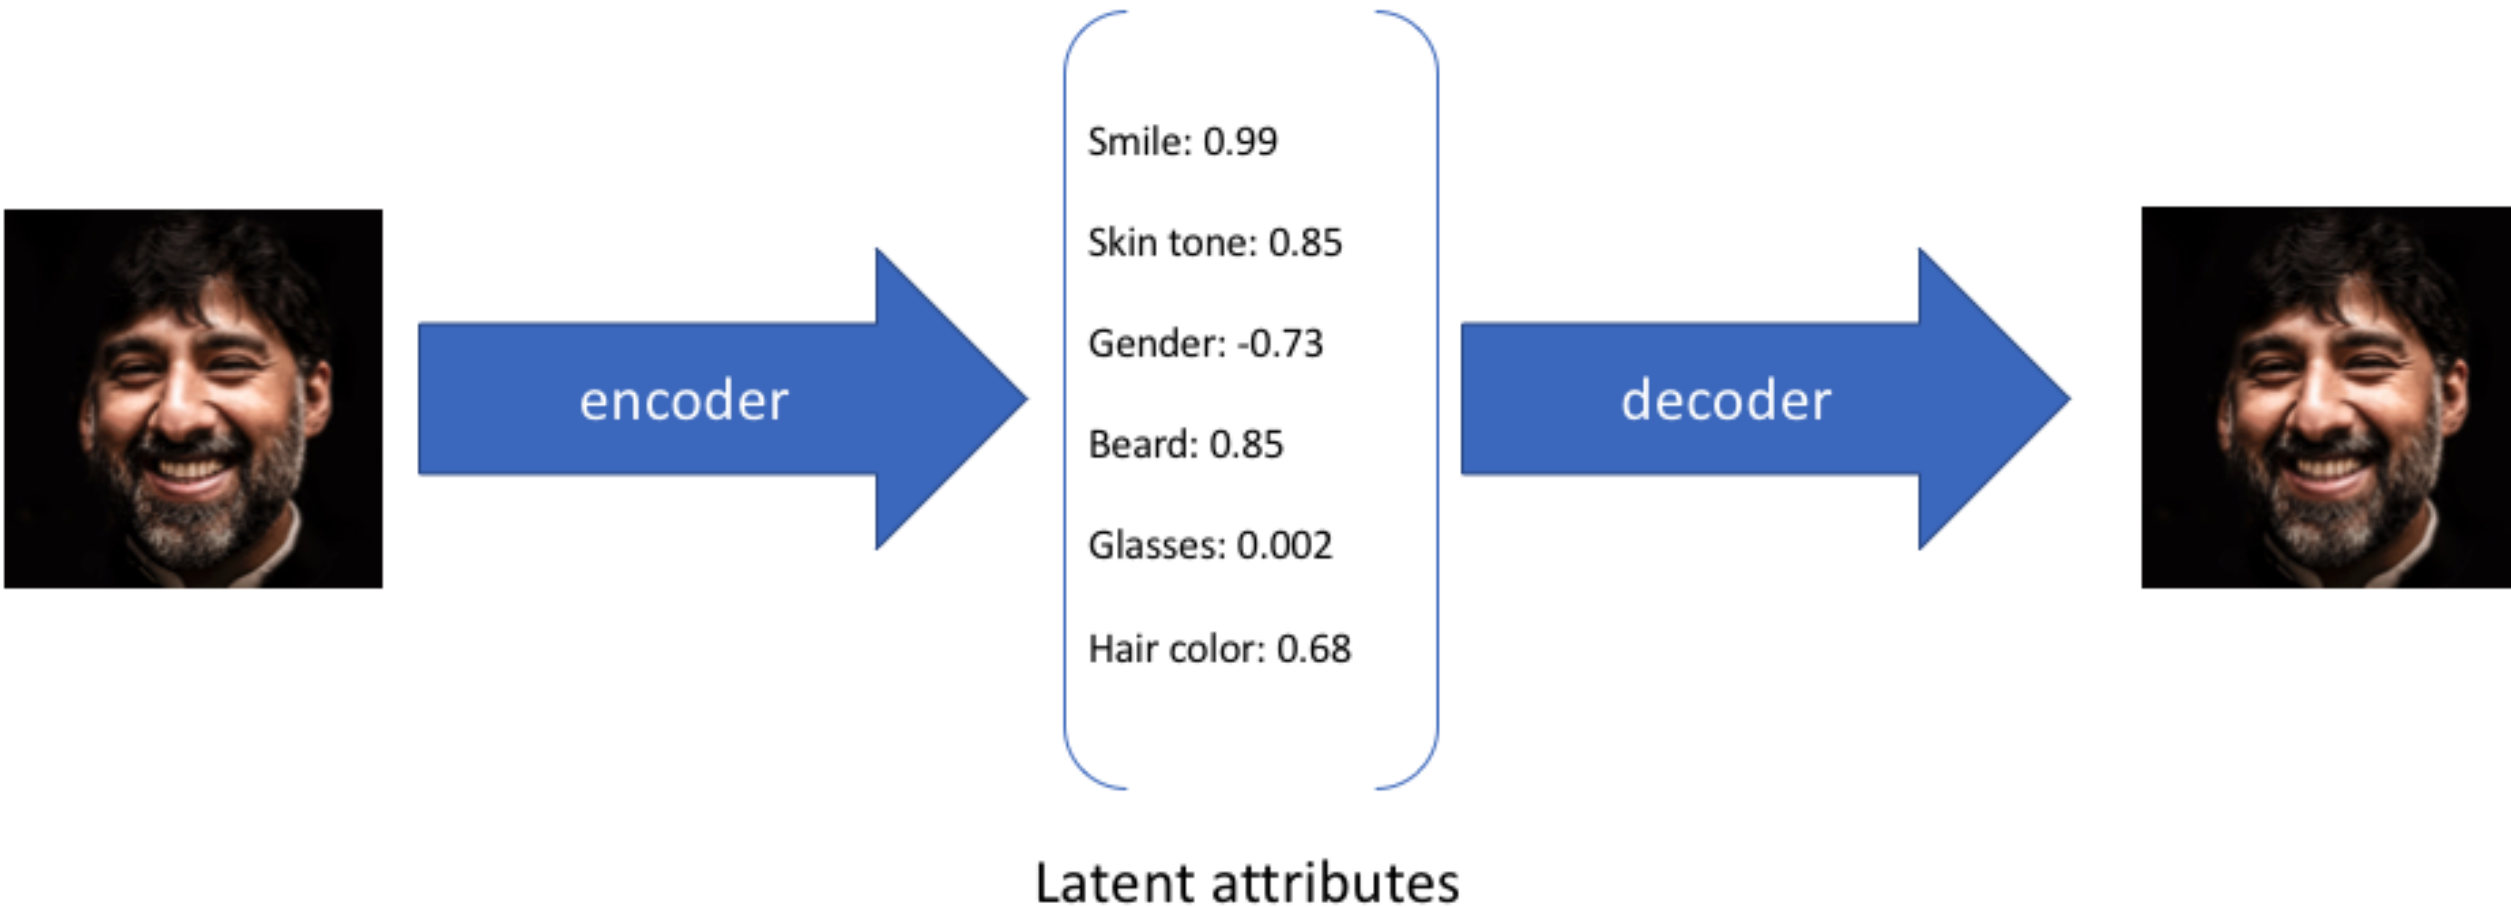 encoder
Smile: 0.99
Skin tone: 0.85
Gender: -0.73
Beard: 0.85
Glasses: 0.002
Hair color: 0.68
decoder
Latent attributes